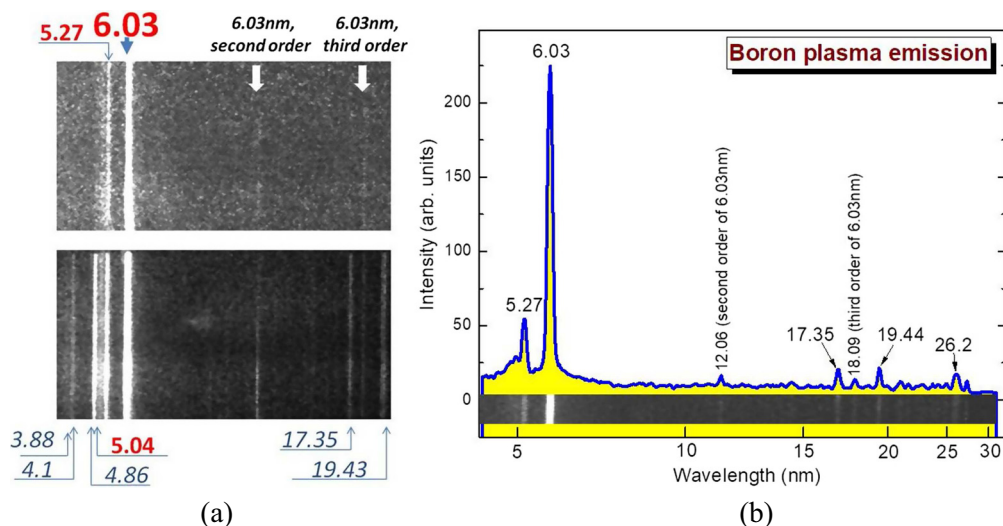 5.27
6.03
6.03nm,
second order
6.03nm,
third order
3.88
5.04
17.35
4.1
4.86
19.43
(a)
Boron plasma emission
Intensity (arb. units)
200
150
100
50
0
6.03
5.27
12.06 (second order of 6.03nm)
17.35
18.09 (third order of 6.03nm)
19.44
26.2
5
10
15
20
25
30
Wavelength (nm)
(b)